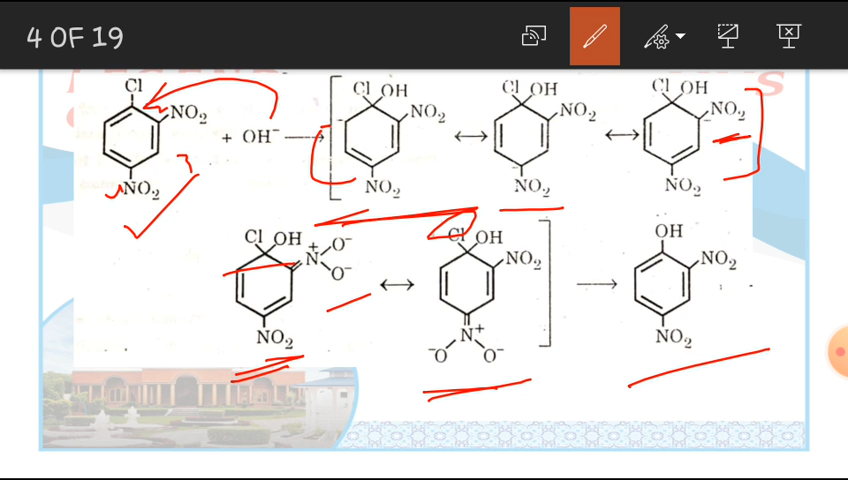 4 OF 19
Cl
NO₂
+ OH⁻ ⟶
Cl OH
NO₂
NO₂
↔
Cl OH
NO₂
NO₂
↔
Cl OH
NO₂
NO₂
NO₂
Cl OH
N⁺
O⁻
O⁻
NO₂
↔
Cl OH
NO₂
N⁺
⁻O O⁻
⟶
OH
NO₂
NO₂